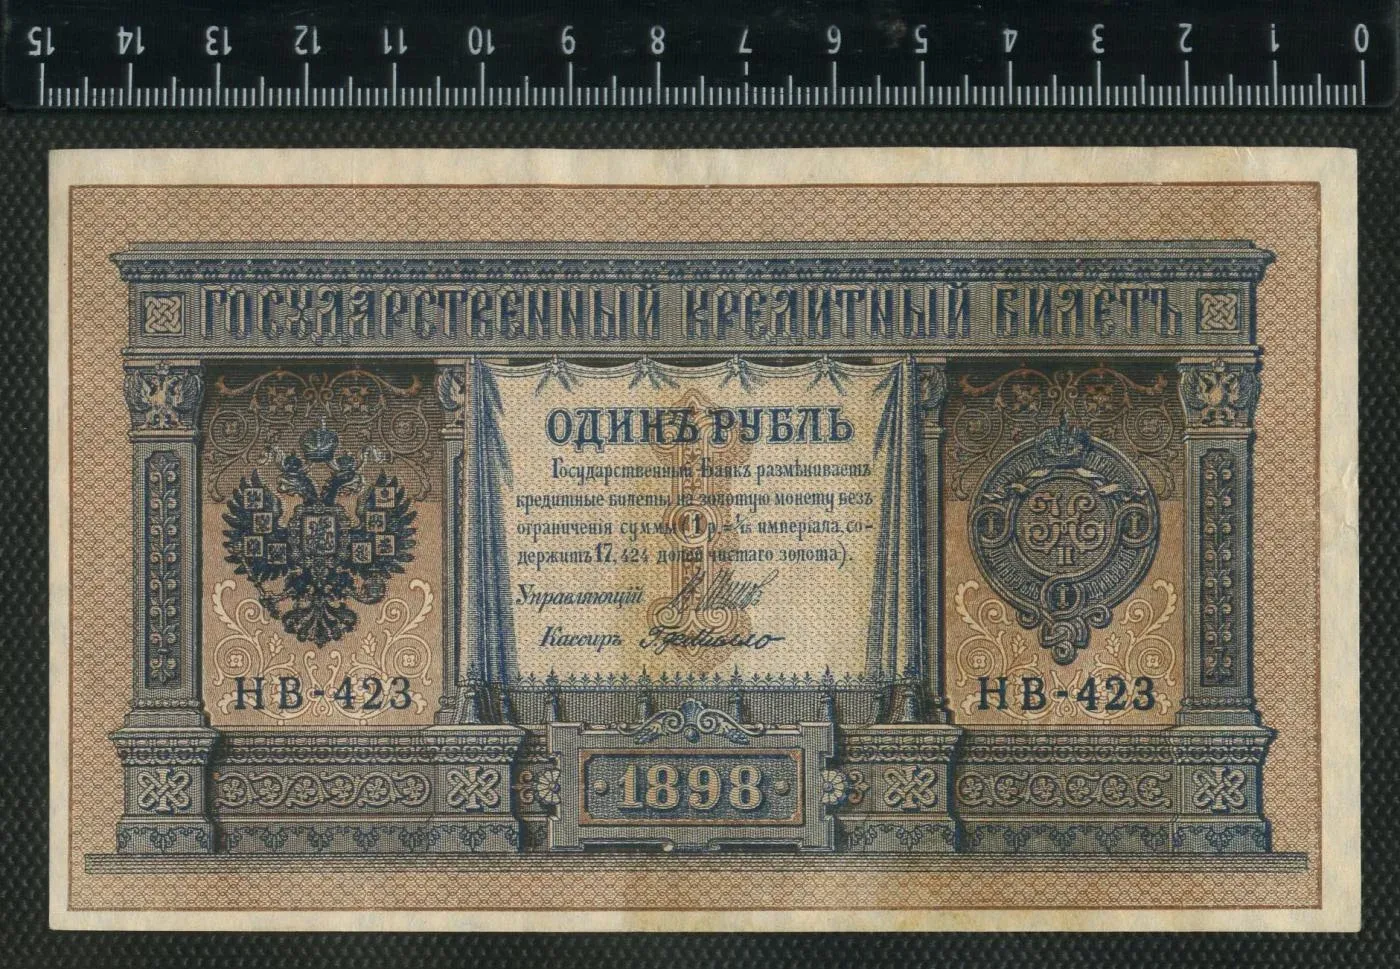 15 14 13 12 11 10 9 8 7 6 5 4 3 2 1 0
ГОСУДАРСТВЕННЫЙ КРЕДИТНЫЙ БИЛЕТЪ
ОДИНЪ РУБЛЬ
Государственный Банкъ размѣниваетъ
кредитные билеты на золотую монету безъ
ограниченія суммы (1 р. = 1/15 имперіала, со-
держитъ 17,424 долей чистаго золота).
Управляющій
Кассиръ
I I
II
I
НВ-423 НВ-423
1898